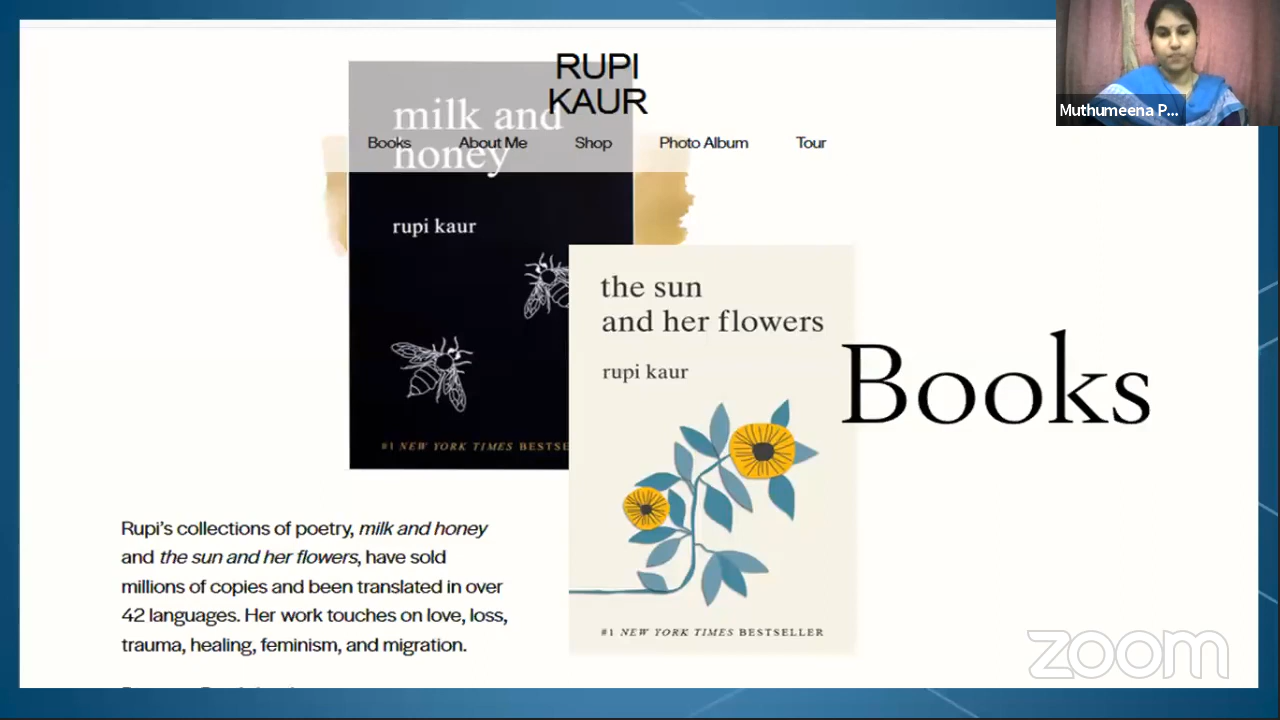 RUPI
KAUR
Books About Me Shop Photo Album Tour
milk and
honey
rupi kaur
#1 NEW YORK TIMES
the sun
and her flowers
rupi kaur
#1 NEW YORK TIMES BESTSELLER
Books
Rupi's collections of poetry, milk and honey
and the sun and her flowers, have sold
millions of copies and been translated in over
42 languages. Her work touches on love, loss,
trauma, healing, feminism, and migration.
Muthumeena P...
zoom